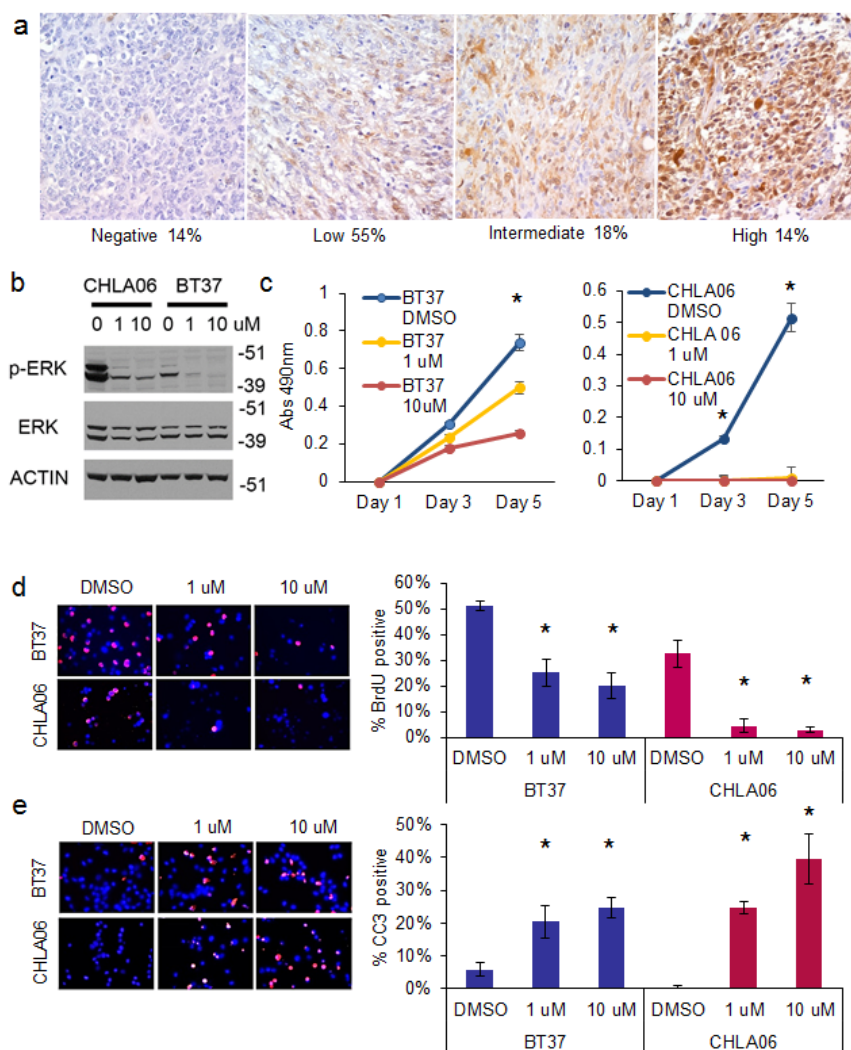 a
Negative 14%
Low 55%
Intermediate 18%
High 14%
b
CHLA06 BT37
0 1 10 0 1 10 uM
p-ERK
-51
-39
ERK
-51
-39
ACTIN
-51
c
Abs 490nm
1
0.8
0.6
0.4
0.2
0
BT37
DMSO
BT37
1 uM
BT37
10uM
*
Day 1 Day 3 Day 5
0.6
0.5
0.4
0.3
0.2
0.1
0
CHLA06
DMSO
CHLA 06
1 uM
CHLA06
10 uM
*
*
Day 1 Day 3 Day 5
d
DMSO 1 uM 10 uM
BT37
CHLA06
% BrdU positive
60%
50%
40%
30%
20%
10%
0%
* * * *
DMSO 1 uM 10 uM DMSO 1 uM 10 uM
BT37 CHLA06
e
DMSO 1 uM 10 uM
BT37
CHLA06
% CC3 positive
50%
40%
30%
20%
10%
0%
* * * *
DMSO 1 uM 10 uM DMSO 1 uM 10 uM
BT37 CHLA06